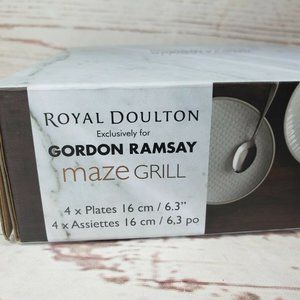 ROYAL DOULTON
Exclusively for
GORDON RAMSAY
maze GRILL
4 x Plates 16 cm / 6.3"
4 x Assiettes 16 cm / 6,3 po